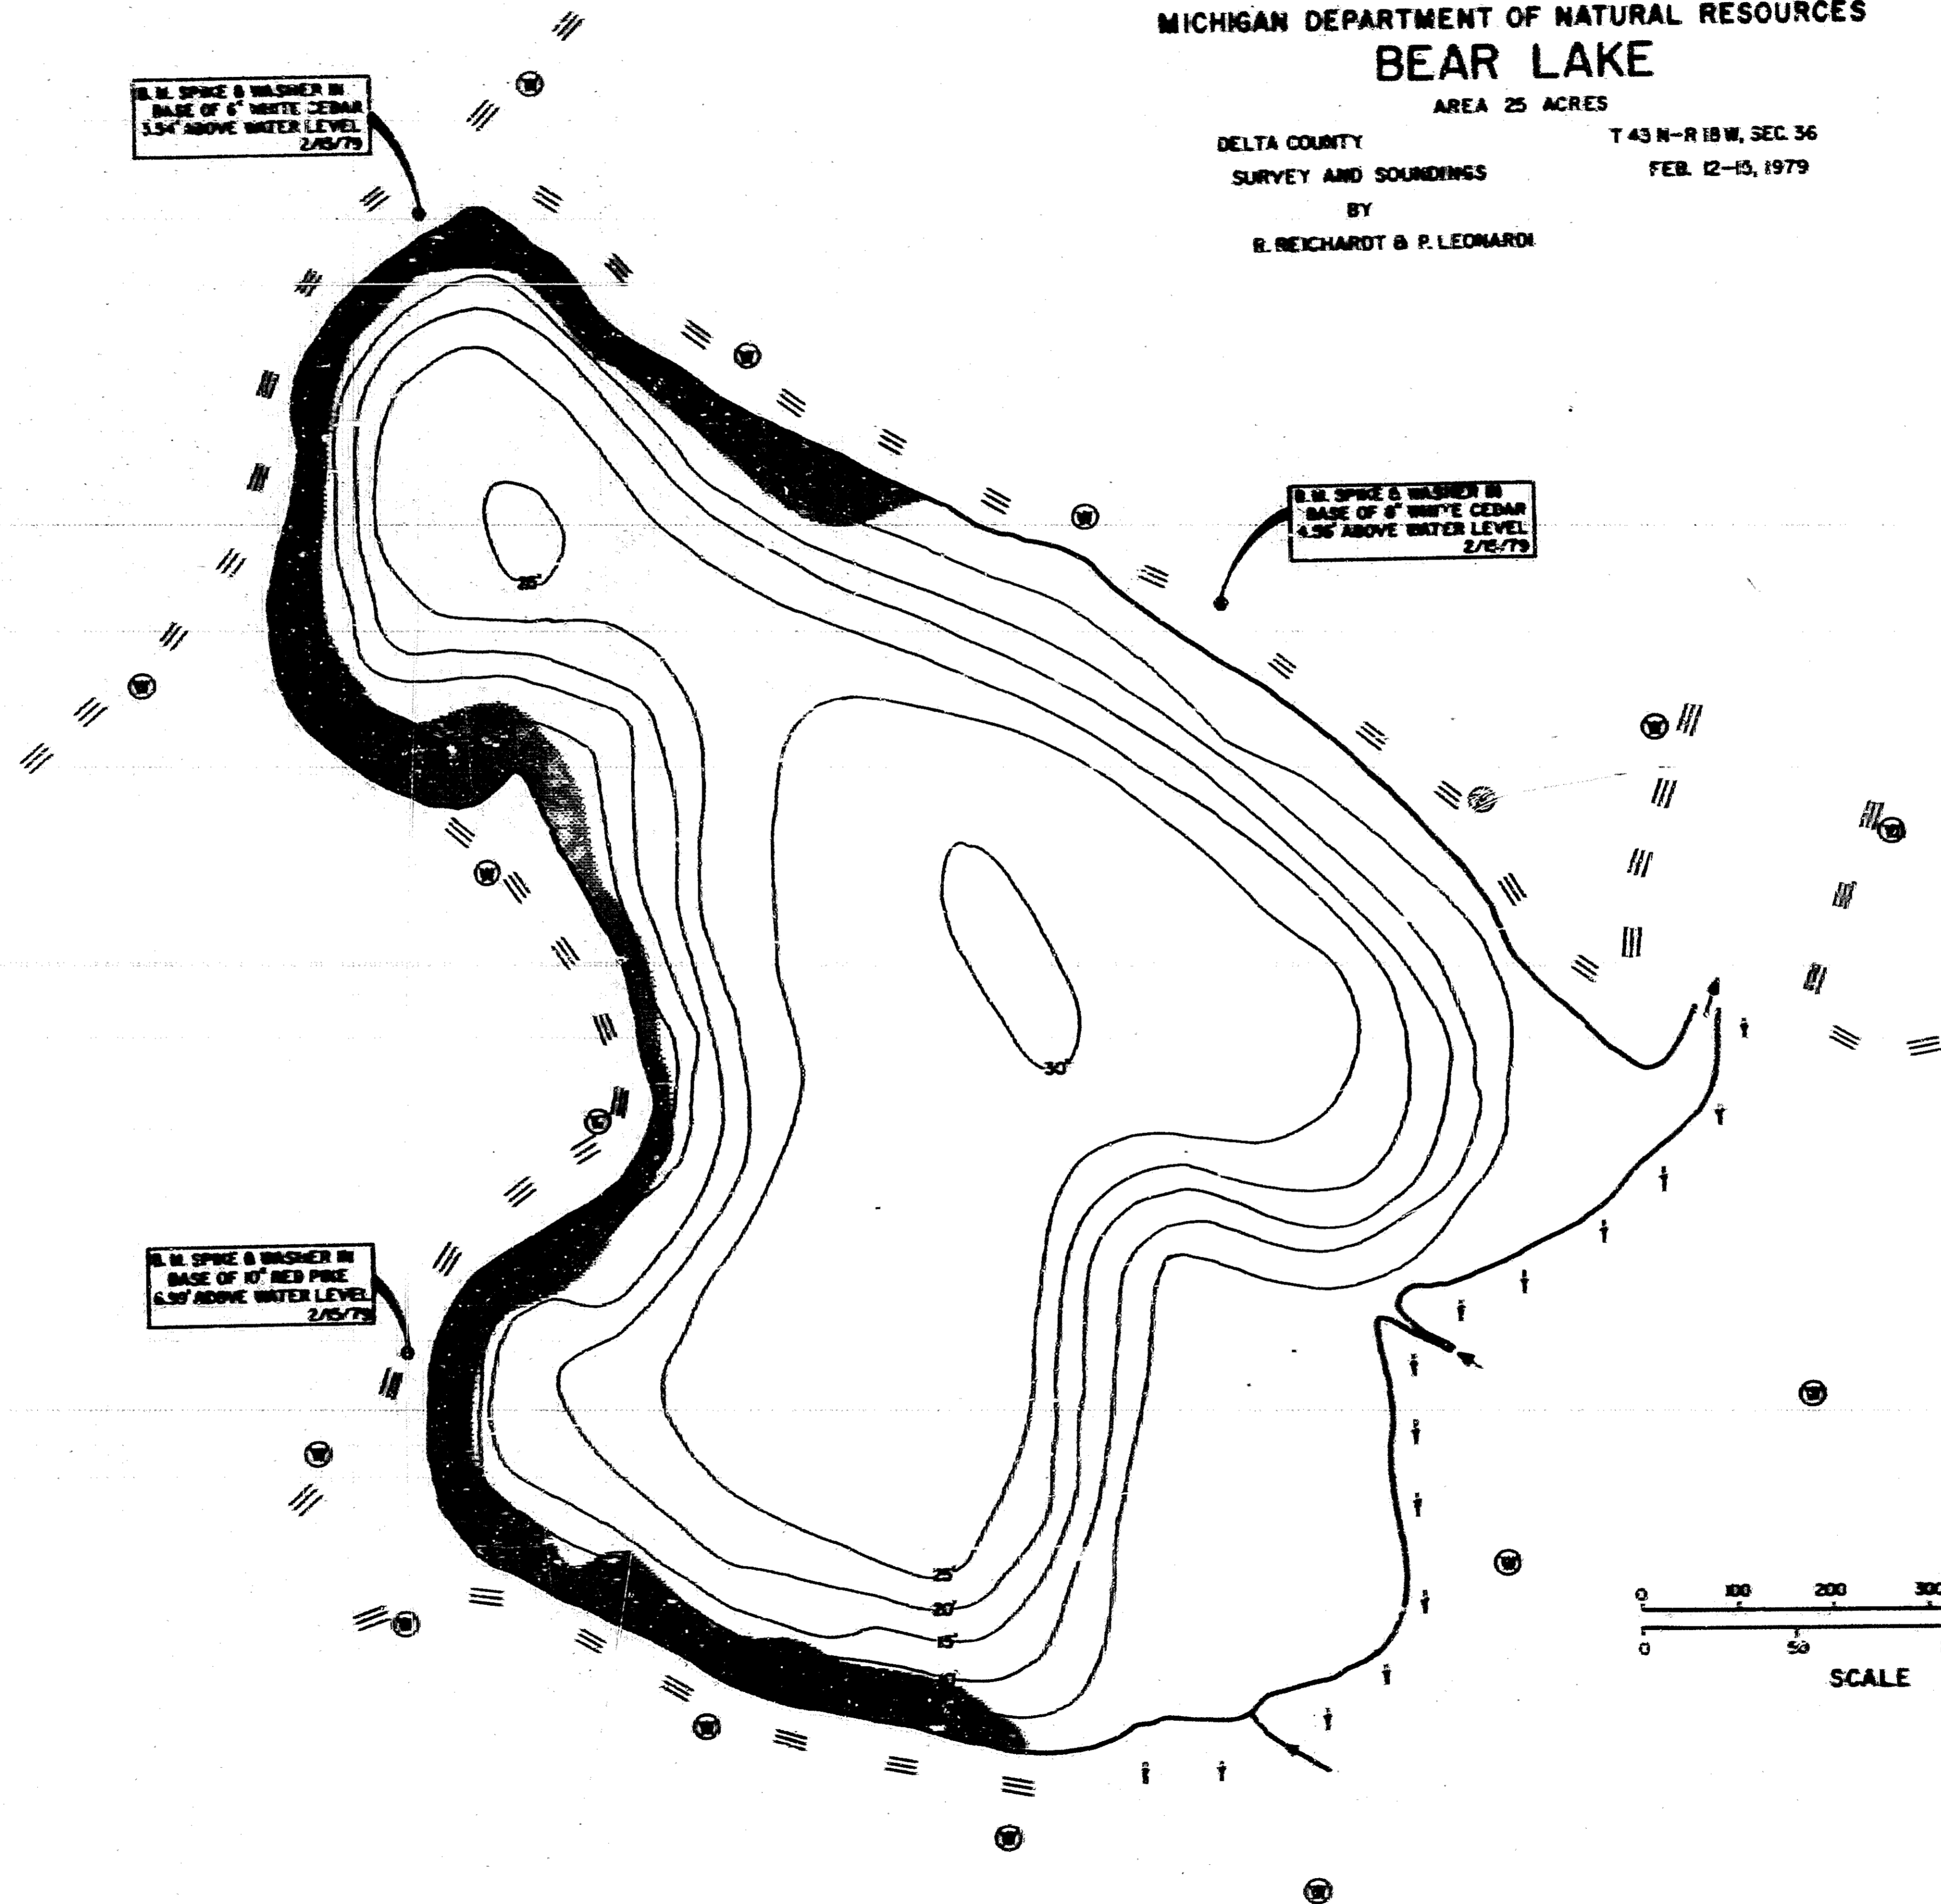 MICHIGAN DEPARTMENT OF NATURAL RESOURCES
BEAR LAKE
AREA 25 ACRES
DELTA COUNTY
T 43 N-R 18 W, SEC. 36
SURVEY AND SOUNDINGS
FEB. 12-15, 1979
BY
R. REICHARDT & P. LEONARDI
B. M. SPIKE & WASHER IN
BASE OF 6" WHITE CEDAR
3.54' ABOVE WATER LEVEL
2/15/79
B. M. SPIKE & WASHER IN
BASE OF 8" WHITE CEDAR
4.96' ABOVE WATER LEVEL
2/15/79
B. M. SPIKE & WASHER IN
BASE OF 10" RED PINE
ABOVE WATER LEVEL
2/15/79
25'
30'
25'
20'
15'
10'
W
W
W
W
W
W
W
W
W
W
W
W
W
W
0 100 200 300
0 50
SCALE